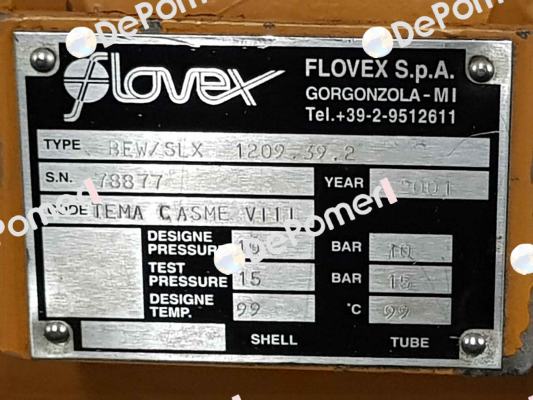 flovex
FLOVEX S.p.A.
GORGONZOLA - MI
Tel.+39-2-9512611
TYPE BEW/SLX 1209.39.2
S.N. 78877 YEAR 2001
CODE TEMA C ASME VIII
DESIGNE PRESSURE 10 BAR 10
TEST PRESSURE 15 BAR 15
DESIGNE TEMP. 99 °C 99
SHELL TUBE
DePomeri
DePomeri
DePomeri
DePomeri